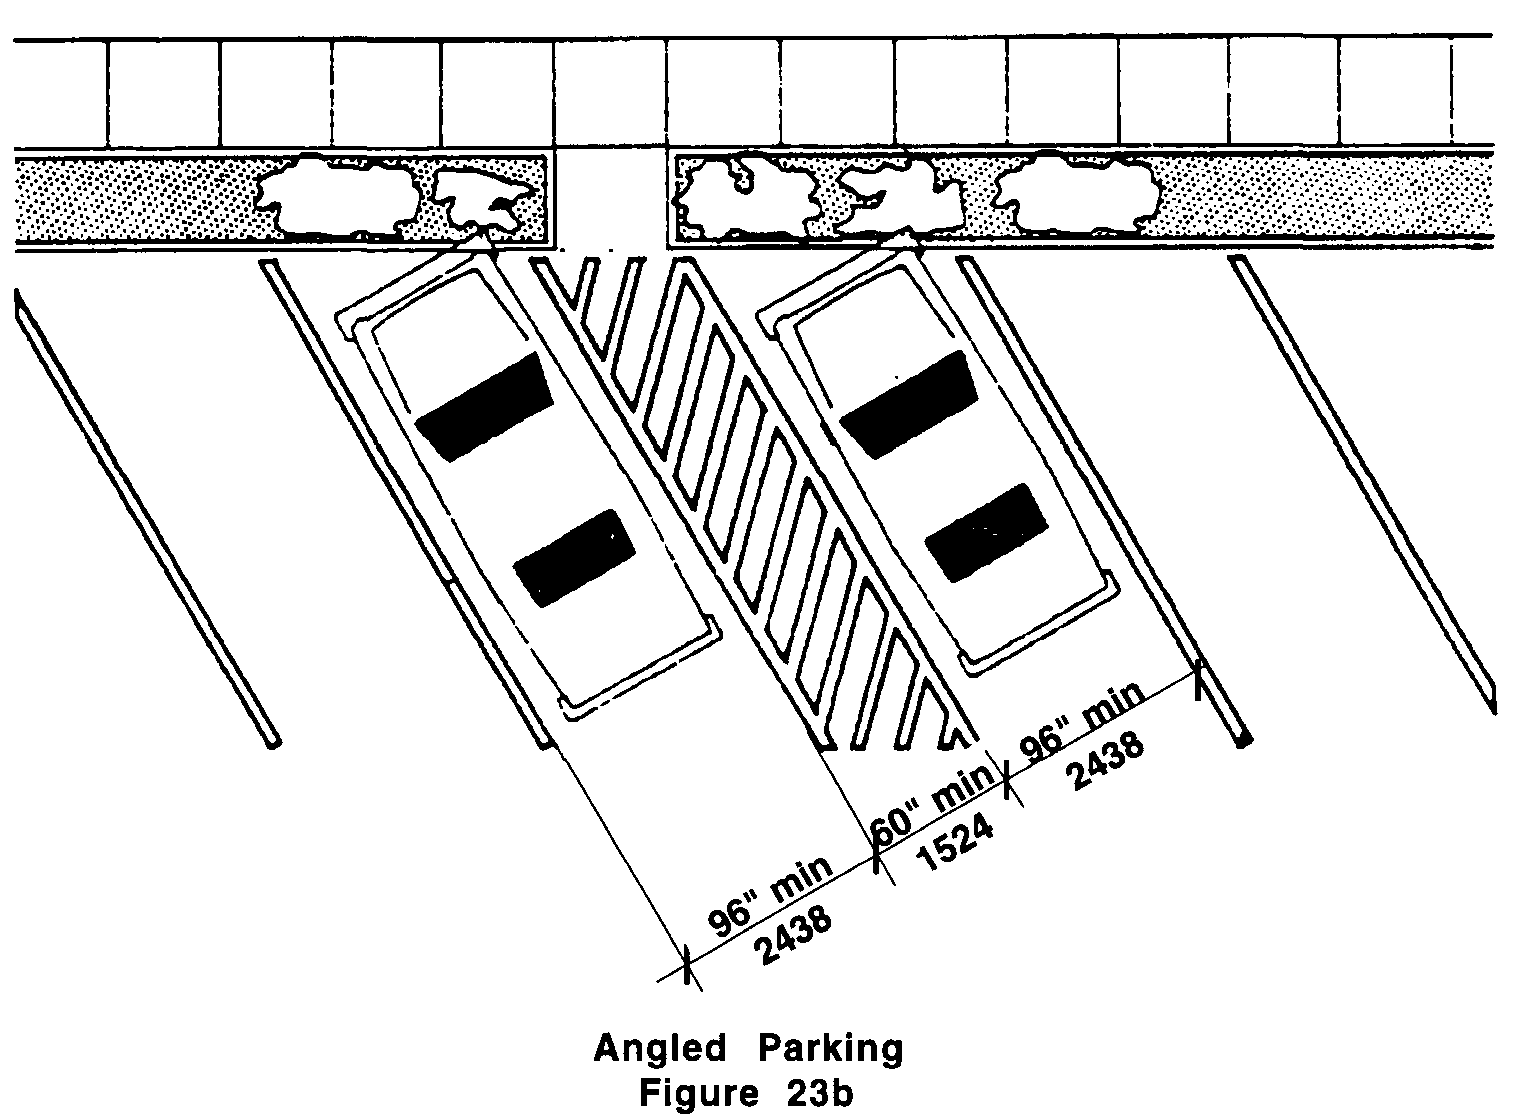 96" min
2438
60" min
1524
96" min
2438
Angled Parking
Figure 23b